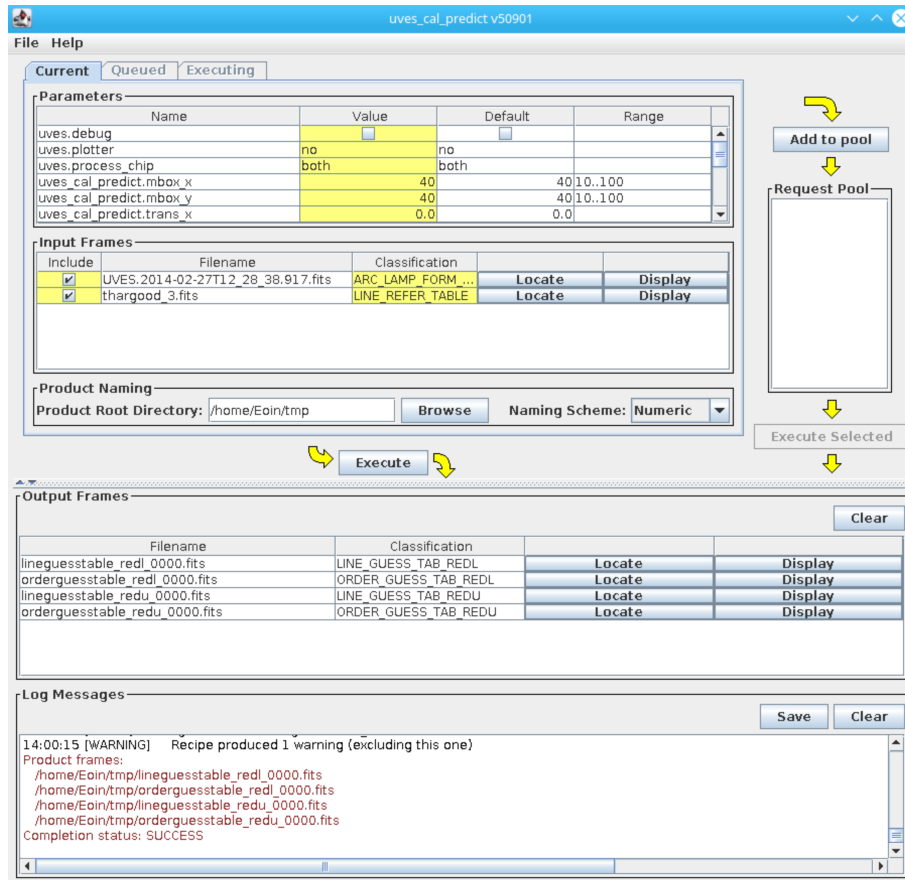 uves_cal_predict v50901
File Help
Current Queued Executing
Parameters
Name Value Default Range
uves.debug
uves.plotter no no
uves.process_chip both both
uves_cal_predict.mbox_x 40 40 10..100
uves_cal_predict.mbox_y 40 40 10..100
uves_cal_predict.trans_x 0.0 0.0
Input Frames
Include Filename Classification
UVES.2014-02-27T12_28_38.917.fits ARC_LAMP_FORM_... Locate Display
thargood_3.fits LINE_REFER_TABLE Locate Display
Product Naming
Product Root Directory: /home/Eoin/tmp Browse Naming Scheme: Numeric
Add to pool
Request Pool
Execute Selected
Execute
Output Frames
Clear
Filename Classification
lineguesstable_redl_0000.fits LINE_GUESS_TAB_REDL Locate Display
orderguesstable_redl_0000.fits ORDER_GUESS_TAB_REDL Locate Display
lineguesstable_redu_0000.fits LINE_GUESS_TAB_REDU Locate Display
orderguesstable_redu_0000.fits ORDER_GUESS_TAB_REDU Locate Display
Log Messages
Save Clear
14:00:15 [WARNING] Recipe produced 1 warning (excluding this one)
Product frames:
/home/Eoin/tmp/lineguesstable_redl_0000.fits
/home/Eoin/tmp/orderguesstable_redl_0000.fits
/home/Eoin/tmp/lineguesstable_redu_0000.fits
/home/Eoin/tmp/orderguesstable_redu_0000.fits
Completion status: SUCCESS